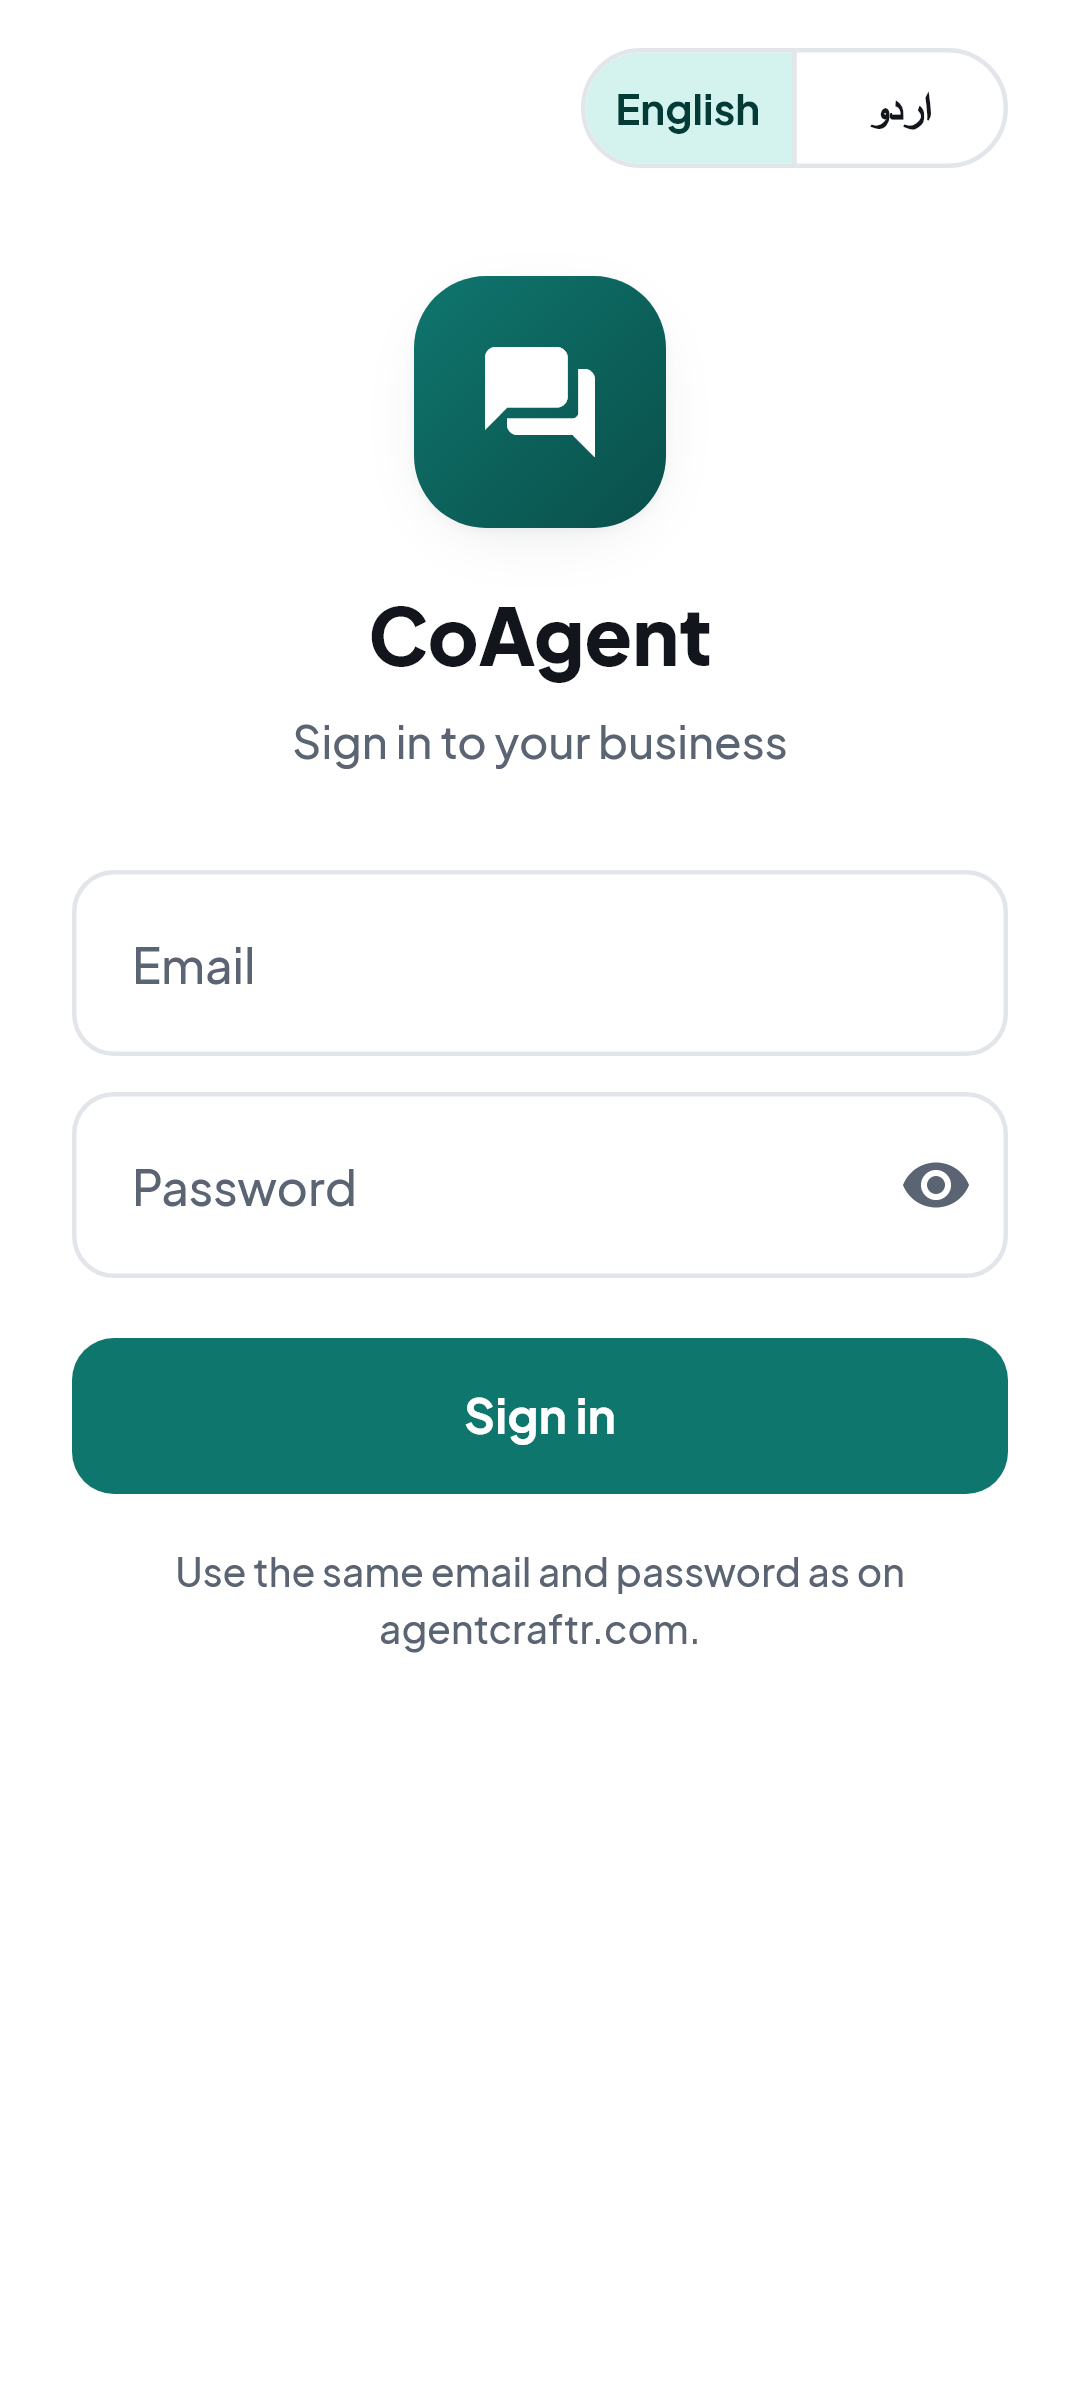 English
اردو
CoAgent
Sign in to your business
Email
Password
Sign in
Use the same email and password as on
agentcraftr.com.